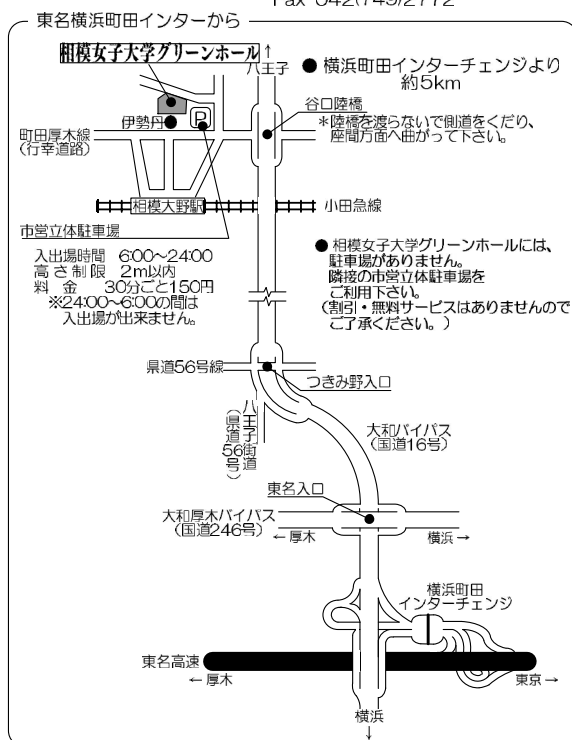 Fax 042(749)2772
東名横浜町田インターから
相模女子大学グリーンホール
↑
八王子
● 横浜町田インターチェンジより
約5km
谷口陸橋
＊陸橋を渡らないで側道をくだり、
座間方面へ曲がって下さい。
P
伊勢丹
町田厚木線
(行幸道路)
相模大野駅
小田急線
市営立体駐車場
入出場時間 6:00〜24:00
高さ制限 2m以内
料金 30分ごと150円
※24:00〜6:00の間は
入出場が出来ません。
● 相模女子大学グリーンホールには、
駐車場がありません。
隣接の市営立体駐車場を
ご利用下さい。
(割引・無料サービスはありませんので
ご了承ください。)
県道56号線
つきみ野入口
八王子街道
(県道56号)
大和バイパス
(国道16号)
東名入口
大和厚木バイパス
(国道246号)
← 厚木
横浜 →
横浜町田
インターチェンジ
東名高速
← 厚木
東京 →
横浜
↓